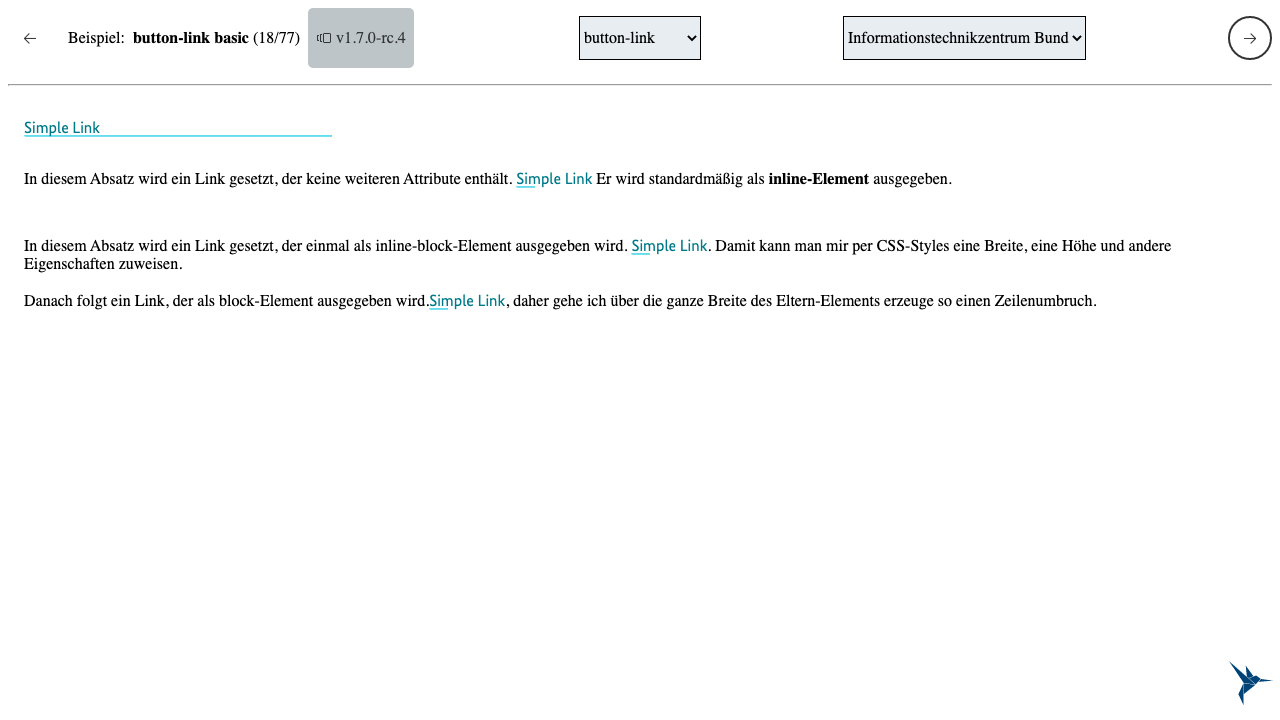 Beispiel: button-link basic (18/77) v1.7.0-rc.4 button-link Informationstechnikzentrum Bund
Simple Link
In diesem Absatz wird ein Link gesetzt, der keine weiteren Attribute enthält. Simple Link Er wird standardmäßig als inline-Element ausgegeben.
In diesem Absatz wird ein Link gesetzt, der einmal als inline-block-Element ausgegeben wird. Simple Link. Damit kann man mir per CSS-Styles eine Breite, eine Höhe und andere
Eigenschaften zuweisen.
Danach folgt ein Link, der als block-Element ausgegeben wird.Simple Link, daher gehe ich über die ganze Breite des Eltern-Elements erzeuge so einen Zeilenumbruch.